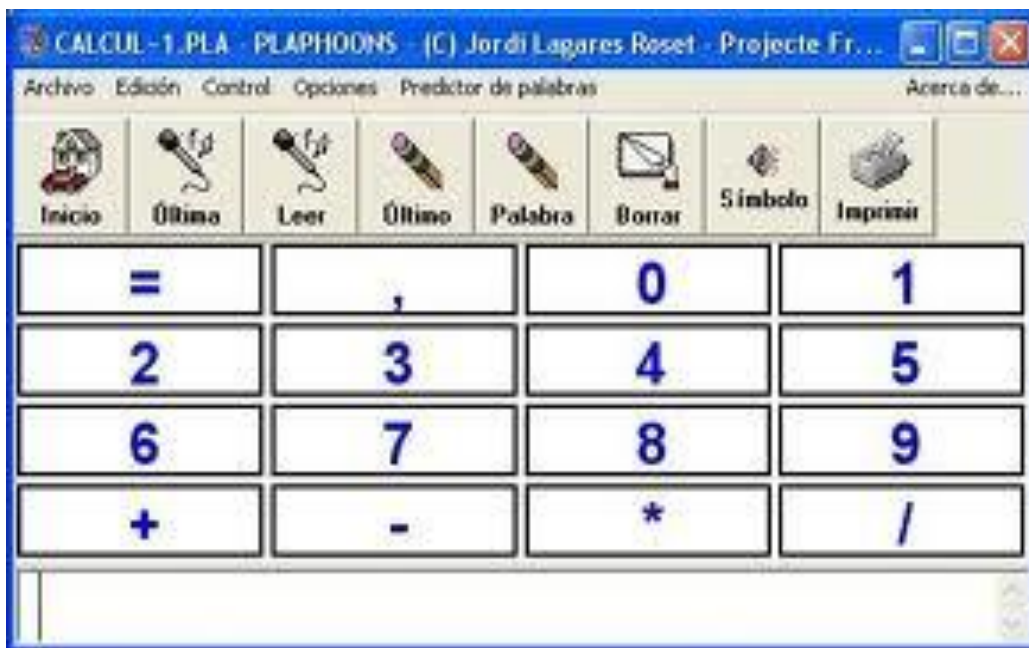 CALCUL-1.PLA - PLAPHOONS - (C) Jordi Lagares Roset - Projecte Fr...
Archivo Edición Control Opciones Predictor de palabras Acerca de...
Inicio Última Leer Último Palabra Borrar Símbolo Imprimir
= , 0 1
2 3 4 5
6 7 8 9
+ - * /